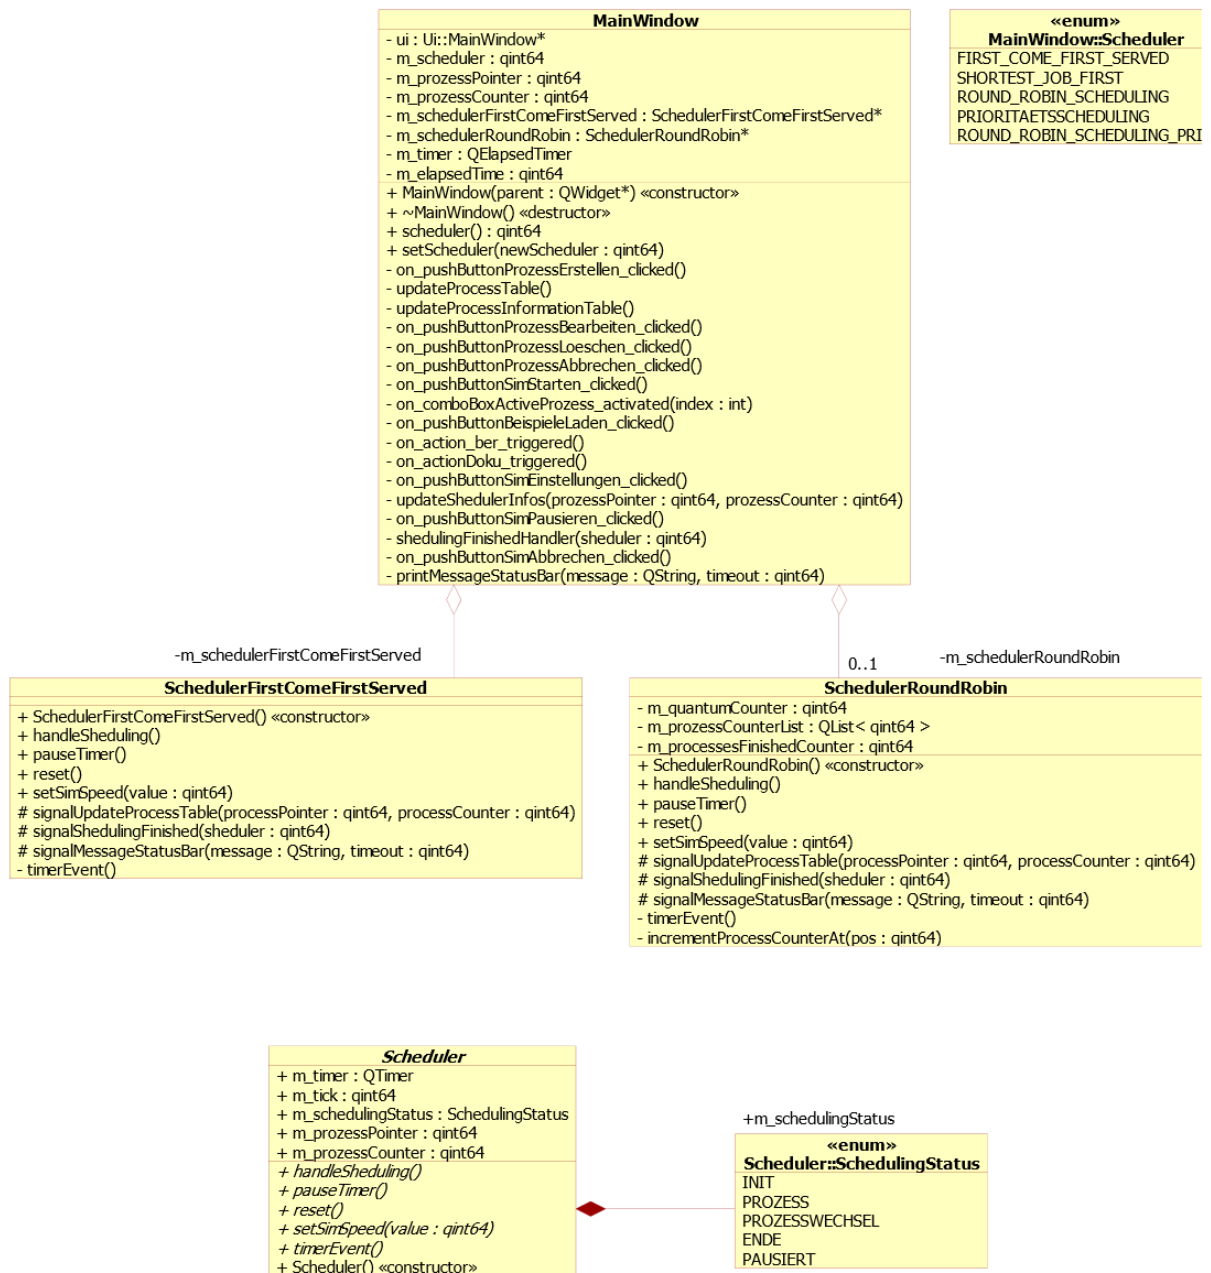 MainWindow
- ui : Ui::MainWindow*
- m_scheduler : qint64
- m_prozessPointer : qint64
- m_prozessCounter : qint64
- m_schedulerFirstComeFirstServed : SchedulerFirstComeFirstServed*
- m_schedulerRoundRobin : SchedulerRoundRobin*
- m_timer : QElapsedTimer
- m_elapsedTime : qint64
+ MainWindow(parent : QWidget*) «constructor»
+ ~MainWindow() «destructor»
+ scheduler() : qint64
+ setScheduler(newScheduler : qint64)
- on_pushButtonProzessErstellen_clicked()
- updateProcessTable()
- updateProcessInformationTable()
- on_pushButtonProzessBearbeiten_clicked()
- on_pushButtonProzessLoeschen_clicked()
- on_pushButtonProzessAbbrechen_clicked()
- on_pushButtonSimStarten_clicked()
- on_comboBoxActiveProzess_activated(index : int)
- on_pushButtonBeispieleLaden_clicked()
- on_action_ber_triggered()
- on_actionDoku_triggered()
- on_pushButtonSimEinstellungen_clicked()
- updateShedulerInfos(prozessPointer : qint64, prozessCounter : qint64)
- on_pushButtonSimPausieren_clicked()
- shedulingFinishedHandler(sheduler : qint64)
- on_pushButtonSimAbbrechen_clicked()
- printMessageStatusBar(message : QString, timeout : qint64)
«enum»
MainWindow::Scheduler
FIRST_COME_FIRST_SERVED
SHORTEST_JOB_FIRST
ROUND_ROBIN_SCHEDULING
PRIORITAETSSCHEDULING
ROUND_ROBIN_SCHEDULING_PRI
-m_schedulerFirstComeFirstServed
0..1
-m_schedulerRoundRobin
SchedulerFirstComeFirstServed
+ SchedulerFirstComeFirstServed() «constructor»
+ handleSheduling()
+ pauseTimer()
+ reset()
+ setSimSpeed(value : qint64)
# signalUpdateProcessTable(processPointer : qint64, processCounter : qint64)
# signalShedulingFinished(sheduler : qint64)
# signalMessageStatusBar(message : QString, timeout : qint64)
- timerEvent()
SchedulerRoundRobin
- m_quantumCounter : qint64
- m_prozessCounterList : QList< qint64 >
- m_processesFinishedCounter : qint64
+ SchedulerRoundRobin() «constructor»
+ handleSheduling()
+ pauseTimer()
+ reset()
+ setSimSpeed(value : qint64)
# signalUpdateProcessTable(processPointer : qint64, processCounter : qint64)
# signalShedulingFinished(sheduler : qint64)
# signalMessageStatusBar(message : QString, timeout : qint64)
- timerEvent()
- incrementProcessCounterAt(pos : qint64)
Scheduler
+ m_timer : QTimer
+ m_tick : qint64
+ m_schedulingStatus : SchedulingStatus
+ m_prozessPointer : qint64
+ m_prozessCounter : qint64
+ handleSheduling()
+ pauseTimer()
+ reset()
+ setSimSpeed(value : qint64)
+ timerEvent()
+ Scheduler() «constructor»
+m_schedulingStatus
«enum»
Scheduler::SchedulingStatus
INIT
PROZESS
PROZESSWECHSEL
ENDE
PAUSIERT